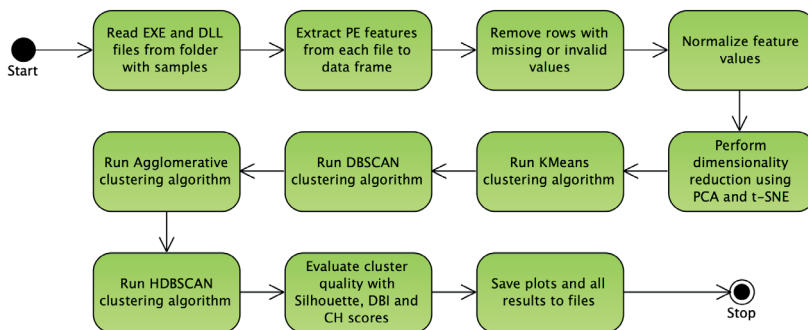 Start
Read EXE and DLL
files from folder
with samples
Extract PE features
from each file to
data frame
Remove rows with
missing or invalid
values
Normalize feature
values
Perform
dimensionality
reduction using
PCA and t-SNE
Run KMeans
clustering algorithm
Run DBSCAN
clustering algorithm
Run Agglomerative
clustering algorithm
Run HDBSCAN
clustering algorithm
Evaluate cluster
quality with
Silhouette, DBI and
CH scores
Save plots and all
results to files
Stop